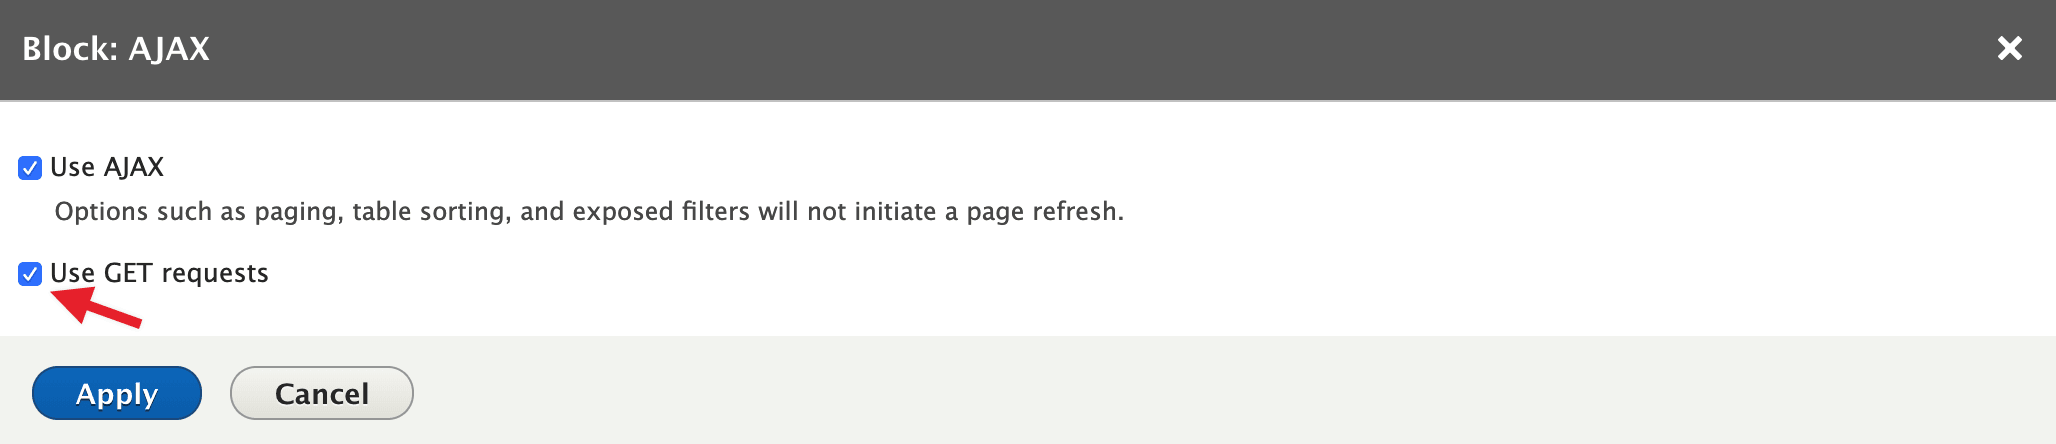 Block: AJAX
Use AJAX
Options such as paging, table sorting, and exposed filters will not initiate a page refresh.
Use GET requests
Apply
Cancel